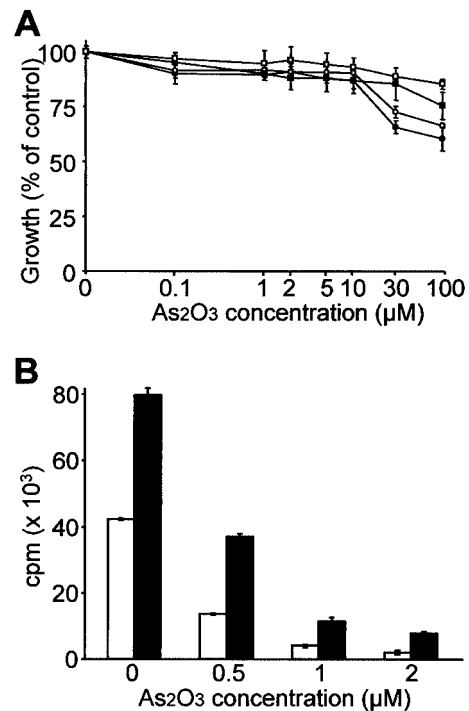 A
Growth (% of control)
100
75
50
25
0
0 0.1 1 2 5 10 30 100
As2O3 concentration (µM)
B
cpm (x 10³)
80
60
40
20
0
0 0.5 1 2
As2O3 concentration (µM)